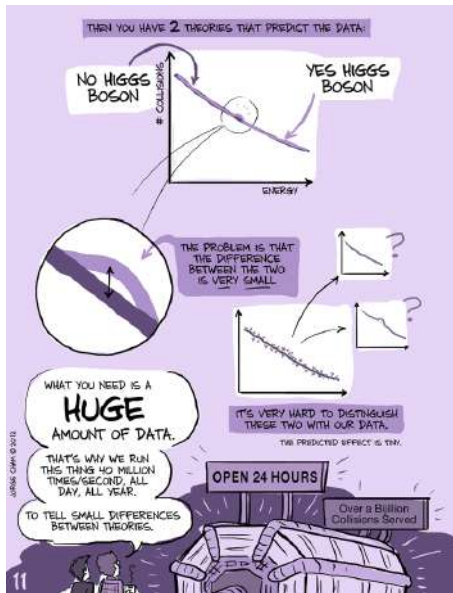 THEN YOU HAVE 2 THEORIES THAT PREDICT THE DATA:
NO HIGGS
BOSON
YES HIGGS
BOSON
# COLLISIONS
ENERGY
THE PROBLEM IS THAT
THE DIFFERENCE
BETWEEN THE TWO
IS VERY SMALL
?
?
IT'S VERY HARD TO DISTINGUISH
THESE TWO WITH OUR DATA.
THE PREDICTED EFFECT IS TINY.
WHAT YOU NEED IS A
HUGE
AMOUNT OF DATA.
THAT'S WHY WE RUN
THIS THING 40 MILLION
TIMES/SECOND, ALL
DAY, ALL YEAR.
TO TELL SMALL DIFFERENCES
BETWEEN THEORIES.
JORGE CHAM © 2012
OPEN 24 HOURS
Over a Billion
Collisions Served
11